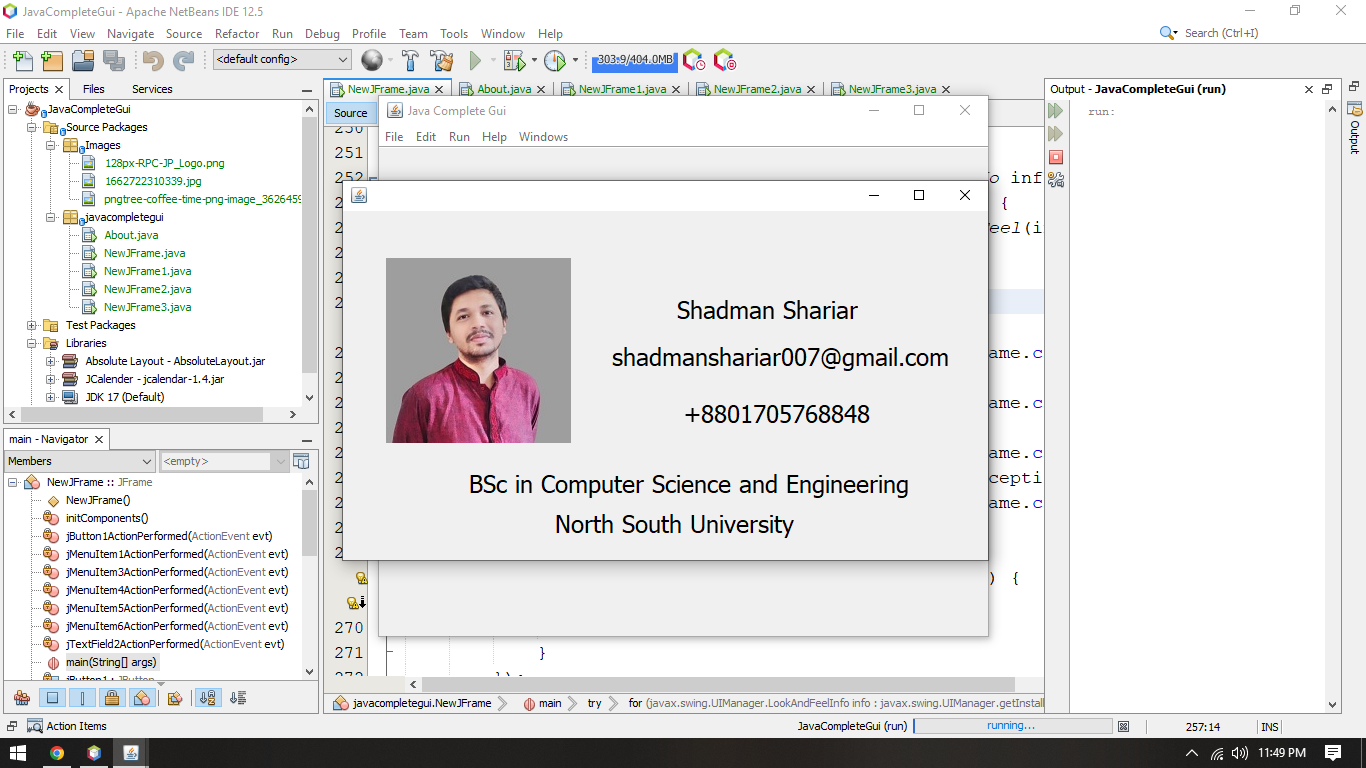 JavaCompleteGui - Apache NetBeans IDE 12.5
File Edit View Navigate Source Refactor Run Debug Profile Team Tools Window Help
Search (Ctrl+I)
<default config>
303.9/404.0MB
Projects Files Services
JavaCompleteGui
Source Packages
Images
128px-RPC-JP_Logo.png
1662722310339.jpg
pngtree-coffee-time-png-image_3626459
javacompletegui
About.java
NewJFrame.java
NewJFrame1.java
NewJFrame2.java
NewJFrame3.java
Test Packages
Libraries
Absolute Layout - AbsoluteLayout.jar
JCalender - jcalendar-1.4.jar
JDK 17 (Default)
main - Navigator
Members
<empty>
NewJFrame :: JFrame
NewJFrame()
initComponents()
jButton1ActionPerformed(ActionEvent evt)
jMenuItem1ActionPerformed(ActionEvent evt)
jMenuItem3ActionPerformed(ActionEvent evt)
jMenuItem4ActionPerformed(ActionEvent evt)
jMenuItem5ActionPerformed(ActionEvent evt)
jMenuItem6ActionPerformed(ActionEvent evt)
jTextField2ActionPerformed(ActionEvent evt)
main(String[] args)
jButton1 : JButton
NewJFrame.java About.java NewJFrame1.java NewJFrame2.java NewJFrame3.java
Source
250
251
252
Java Complete Gui
File Edit Run Help Windows
Shadman Shariar
shadmanshariar007@gmail.com
+8801705768848
BSc in Computer Science and Engineering
North South University
o inf
{
eel(i
ame.c
ame.c
ame.c
cepti
ame.c
) {
270
271 }
272 });
javacompletegui.NewJFrame main try for (javax.swing.UIManager.LookAndFeelInfo info : javax.swing.UIManager.getInstall
Output - JavaCompleteGui (run)
run:
Output
Action Items
JavaCompleteGui (run)
running...
257:14
INS
11:49 PM